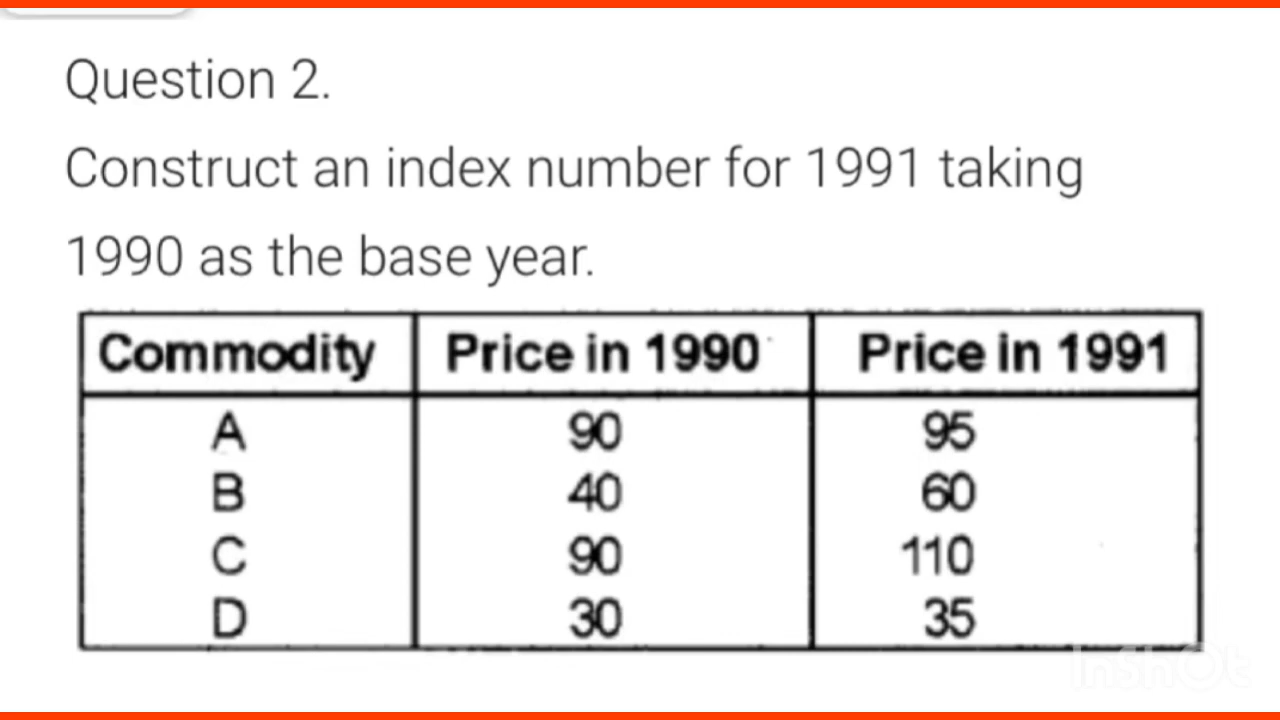 Question 2.
Construct an index number for 1991 taking
1990 as the base year.
Commodity Price in 1990 Price in 1991
A 90 95
B 40 60
C 90 110
D 30 35
InShOt